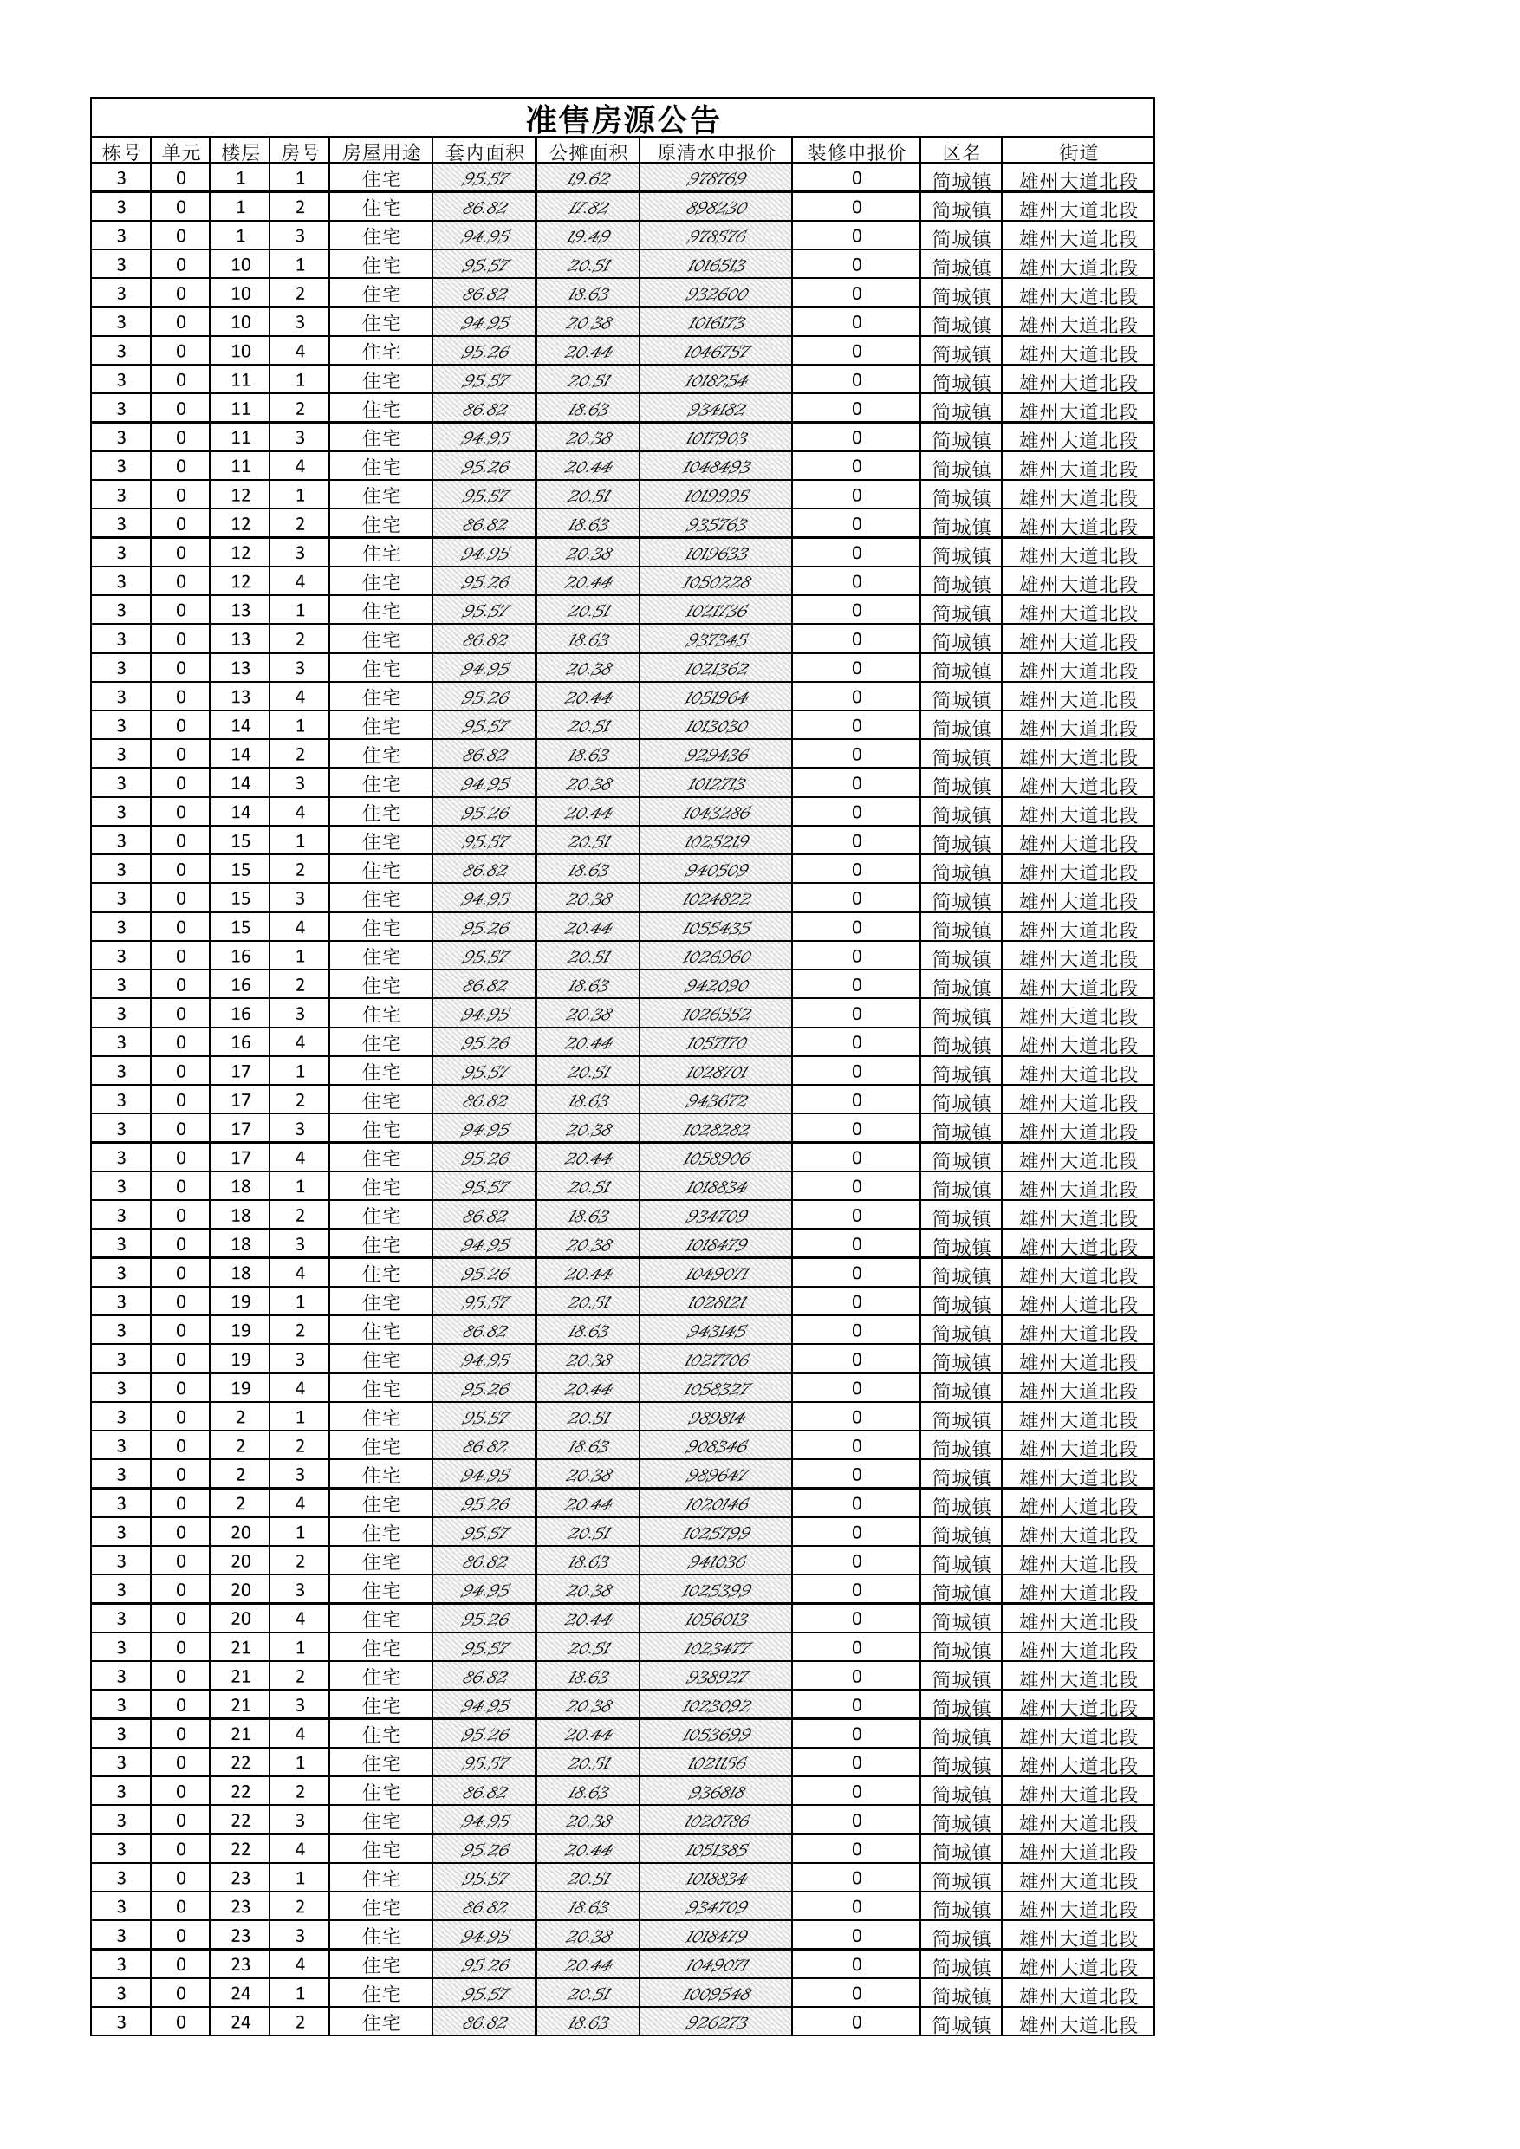 准售房源公告
栋号 单元 楼层 房号 房屋用途 套内面积 公摊面积 原清水申报价 装修申报价 区名 街道
3 0 1 1 住宅 95.57 19.62 978769 0 简城镇 雄州大道北段
3 0 1 2 住宅 86.82 17.82 898230 0 简城镇 雄州大道北段
3 0 1 3 住宅 94.95 19.49 978576 0 简城镇 雄州大道北段
3 0 10 1 住宅 95.57 20.51 1016513 0 简城镇 雄州大道北段
3 0 10 2 住宅 86.82 18.63 932600 0 简城镇 雄州大道北段
3 0 10 3 住宅 94.95 20.38 1016173 0 简城镇 雄州大道北段
3 0 10 4 住宅 95.26 20.44 1046757 0 简城镇 雄州大道北段
3 0 11 1 住宅 95.57 20.51 1018254 0 简城镇 雄州大道北段
3 0 11 2 住宅 86.82 18.63 934182 0 简城镇 雄州大道北段
3 0 11 3 住宅 94.95 20.38 1017903 0 简城镇 雄州大道北段
3 0 11 4 住宅 95.26 20.44 1048493 0 简城镇 雄州大道北段
3 0 12 1 住宅 95.57 20.51 1019995 0 简城镇 雄州大道北段
3 0 12 2 住宅 86.82 18.63 935763 0 简城镇 雄州大道北段
3 0 12 3 住宅 94.95 20.38 1019633 0 简城镇 雄州大道北段
3 0 12 4 住宅 95.26 20.44 1050228 0 简城镇 雄州大道北段
3 0 13 1 住宅 95.57 20.51 1021736 0 简城镇 雄州大道北段
3 0 13 2 住宅 86.82 18.63 937345 0 简城镇 雄州大道北段
3 0 13 3 住宅 94.95 20.38 1021362 0 简城镇 雄州大道北段
3 0 13 4 住宅 95.26 20.44 1051964 0 简城镇 雄州大道北段
3 0 14 1 住宅 95.57 20.51 1013030 0 简城镇 雄州大道北段
3 0 14 2 住宅 86.82 18.63 929436 0 简城镇 雄州大道北段
3 0 14 3 住宅 94.95 20.38 1012713 0 简城镇 雄州大道北段
3 0 14 4 住宅 95.26 20.44 1043286 0 简城镇 雄州大道北段
3 0 15 1 住宅 95.57 20.51 1025219 0 简城镇 雄州大道北段
3 0 15 2 住宅 86.82 18.63 940509 0 简城镇 雄州大道北段
3 0 15 3 住宅 94.95 20.38 1024822 0 简城镇 雄州大道北段
3 0 15 4 住宅 95.26 20.44 1055435 0 简城镇 雄州大道北段
3 0 16 1 住宅 95.57 20.51 1026960 0 简城镇 雄州大道北段
3 0 16 2 住宅 86.82 18.63 942090 0 简城镇 雄州大道北段
3 0 16 3 住宅 94.95 20.38 1026552 0 简城镇 雄州大道北段
3 0 16 4 住宅 95.26 20.44 1057170 0 简城镇 雄州大道北段
3 0 17 1 住宅 95.57 20.51 1028701 0 简城镇 雄州大道北段
3 0 17 2 住宅 86.82 18.63 943672 0 简城镇 雄州大道北段
3 0 17 3 住宅 94.95 20.38 1028282 0 简城镇 雄州大道北段
3 0 17 4 住宅 95.26 20.44 1058906 0 简城镇 雄州大道北段
3 0 18 1 住宅 95.57 20.51 1018834 0 简城镇 雄州大道北段
3 0 18 2 住宅 86.82 18.63 934709 0 简城镇 雄州大道北段
3 0 18 3 住宅 94.95 20.38 1018479 0 简城镇 雄州大道北段
3 0 18 4 住宅 95.26 20.44 1049071 0 简城镇 雄州大道北段
3 0 19 1 住宅 95.57 20.51 1028121 0 简城镇 雄州大道北段
3 0 19 2 住宅 86.82 18.63 943145 0 简城镇 雄州大道北段
3 0 19 3 住宅 94.95 20.38 1027706 0 简城镇 雄州大道北段
3 0 19 4 住宅 95.26 20.44 1058327 0 简城镇 雄州大道北段
3 0 2 1 住宅 95.57 20.51 989814 0 简城镇 雄州大道北段
3 0 2 2 住宅 86.82 18.63 908346 0 简城镇 雄州大道北段
3 0 2 3 住宅 94.95 20.38 989647 0 简城镇 雄州大道北段
3 0 2 4 住宅 95.26 20.44 1020146 0 简城镇 雄州大道北段
3 0 20 1 住宅 95.57 20.51 1025799 0 简城镇 雄州大道北段
3 0 20 2 住宅 86.82 18.63 941036 0 简城镇 雄州大道北段
3 0 20 3 住宅 94.95 20.38 1025399 0 简城镇 雄州大道北段
3 0 20 4 住宅 95.26 20.44 1056013 0 简城镇 雄州大道北段
3 0 21 1 住宅 95.57 20.51 1023477 0 简城镇 雄州大道北段
3 0 21 2 住宅 86.82 18.63 938927 0 简城镇 雄州大道北段
3 0 21 3 住宅 94.95 20.38 1023092 0 简城镇 雄州大道北段
3 0 21 4 住宅 95.26 20.44 1053699 0 简城镇 雄州大道北段
3 0 22 1 住宅 95.57 20.51 1021156 0 简城镇 雄州大道北段
3 0 22 2 住宅 86.82 18.63 936818 0 简城镇 雄州大道北段
3 0 22 3 住宅 94.95 20.38 1020786 0 简城镇 雄州大道北段
3 0 22 4 住宅 95.26 20.44 1051385 0 简城镇 雄州大道北段
3 0 23 1 住宅 95.57 20.51 1018834 0 简城镇 雄州大道北段
3 0 23 2 住宅 86.82 18.63 934709 0 简城镇 雄州大道北段
3 0 23 3 住宅 94.95 20.38 1018479 0 简城镇 雄州大道北段
3 0 23 4 住宅 95.26 20.44 1049071 0 简城镇 雄州大道北段
3 0 24 1 住宅 95.57 20.51 1009548 0 简城镇 雄州大道北段
3 0 24 2 住宅 86.82 18.63 926273 0 简城镇 雄州大道北段